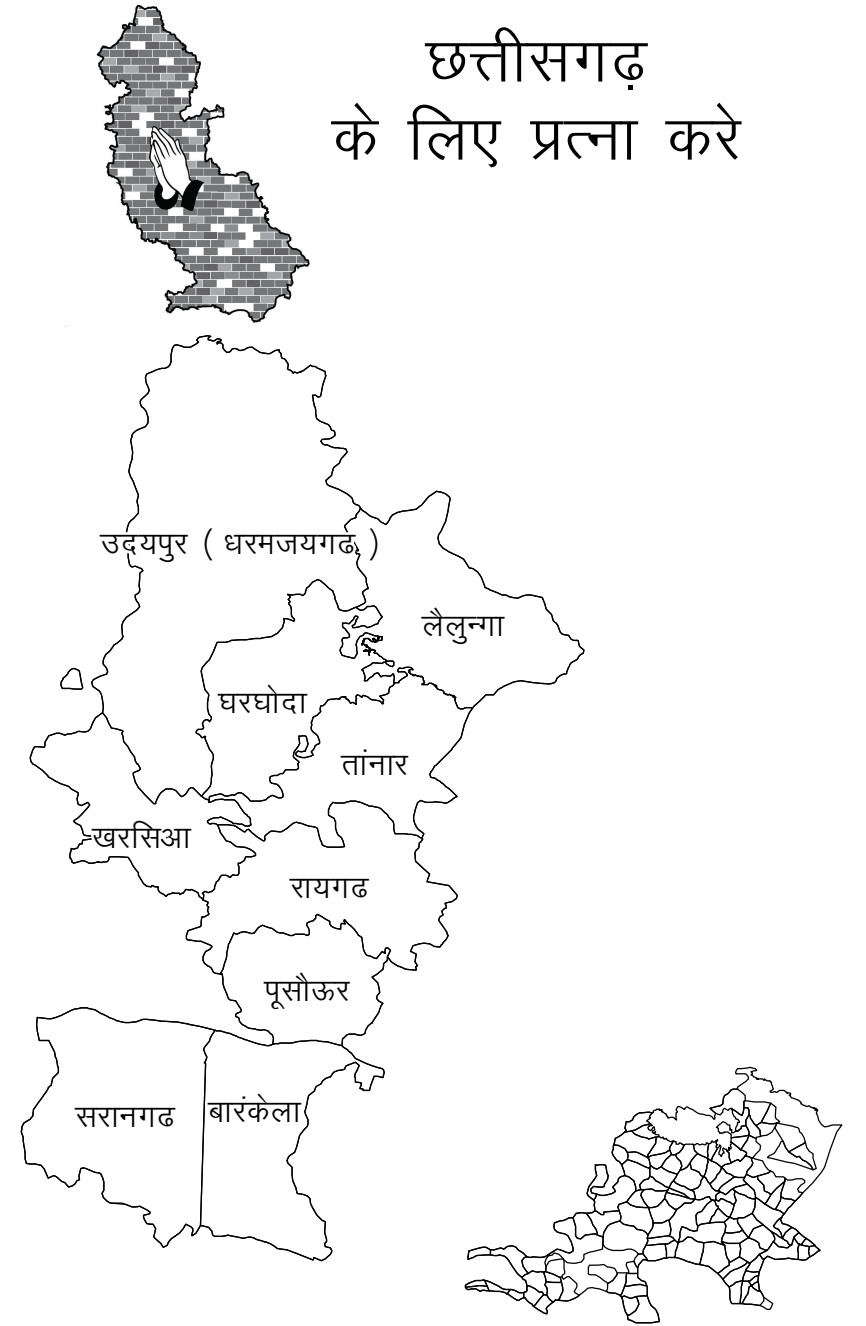 छत्तीसगढ़
के लिए प्रत्ना करे
उदयपुर ( धरमजयगढ )
लैलुन्गा
घरघोदा
तांनार
खरसिआ
रायगढ
पूसौऊर
सरानगढ
बारंकेला